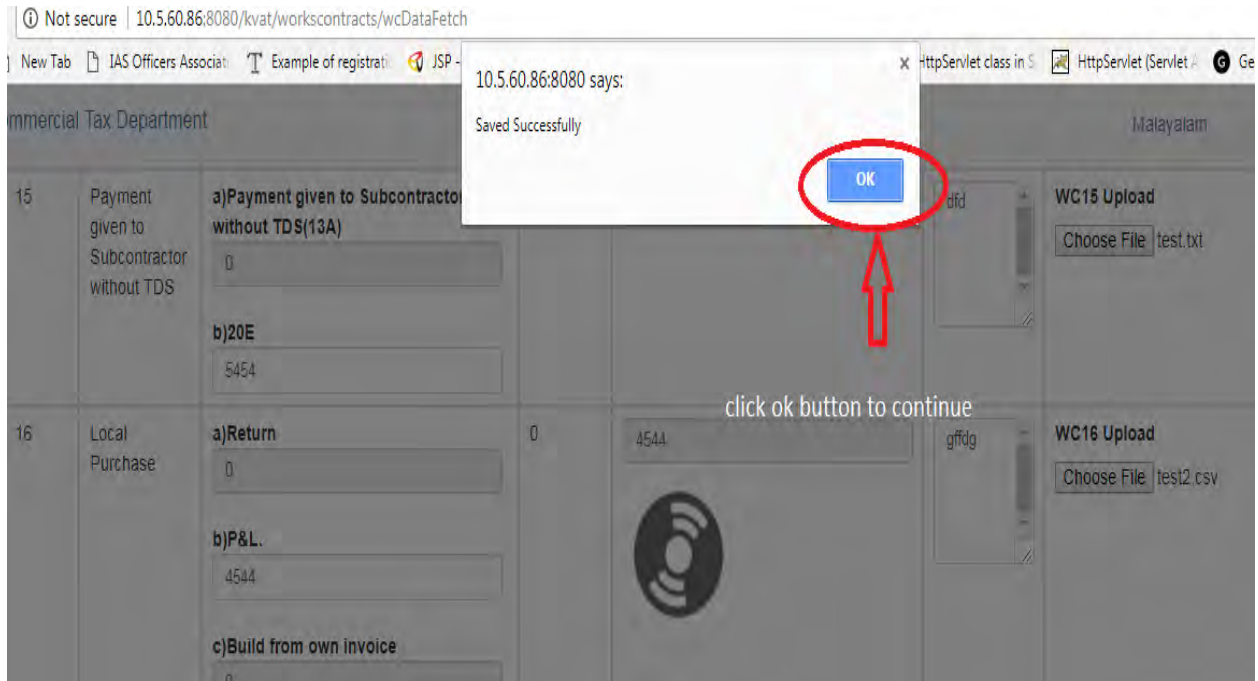 Not secure | 10.5.60.86:8080/kvat/workscontracts/wcDataFetch
New Tab IAS Officers Associati Example of registrati JSP - HttpServlet class in S HttpServlet (Servlet A Ge
ommercial Tax Department
Malayalam
10.5.60.86:8080 says:
x
Saved Successfully
OK
15
Payment
given to
Subcontractor
without TDS
a)Payment given to Subcontractor
without TDS(13A)
0
b)20E
5454
dfd
WC15 Upload
Choose File test.txt
click ok button to continue
16
Local
Purchase
a)Return
0
b)P&L.
4544
c)Build from own invoice
0
0
4544
gffdg
WC16 Upload
Choose File test2.csv